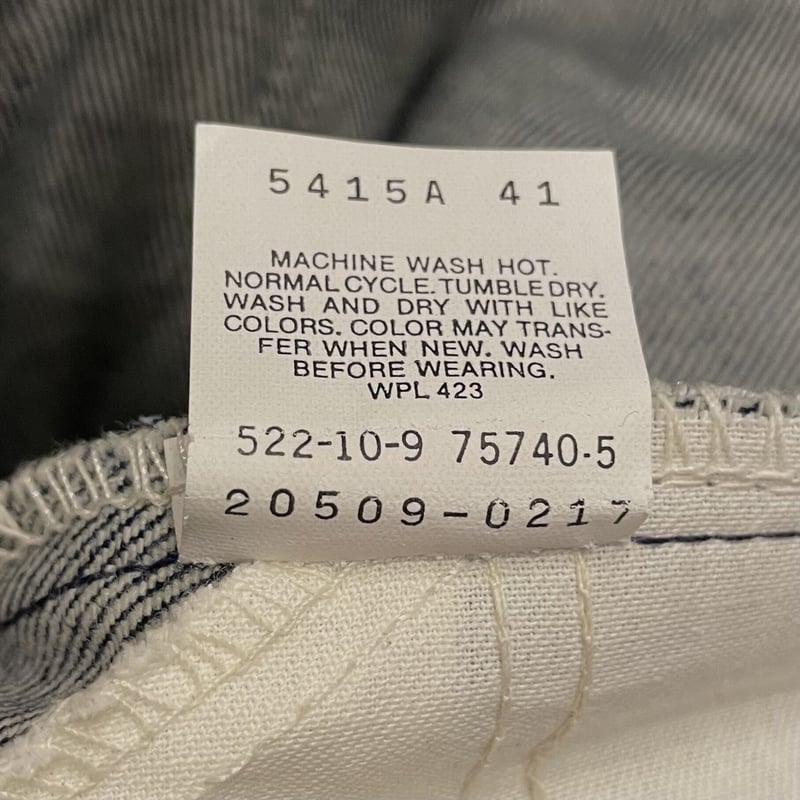 5415A 41
MACHINE WASH HOT.
NORMAL CYCLE. TUMBLE DRY.
WASH AND DRY WITH LIKE
COLORS. COLOR MAY TRANS-
FER WHEN NEW. WASH
BEFORE WEARING.
WPL 423
522-10-9 75740-5
20509-0217